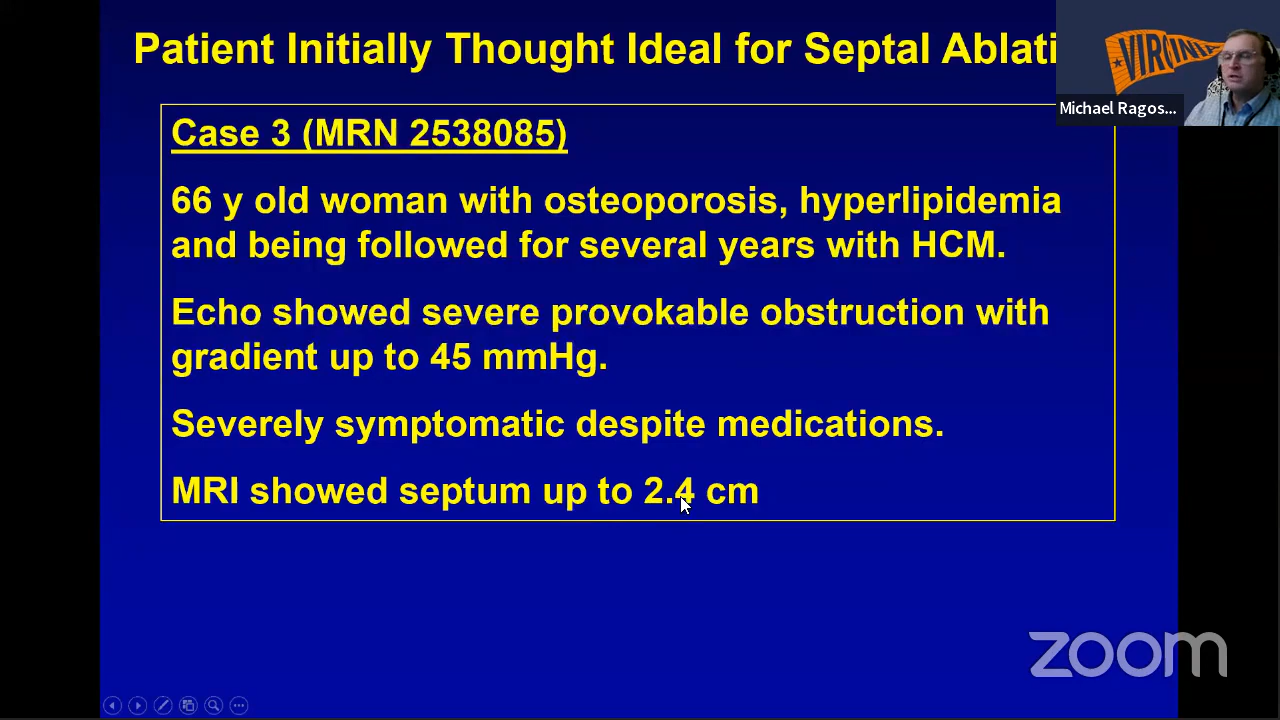 Patient Initially Thought Ideal for Septal Ablati
VIRGINIA
Michael Ragos...
Case 3 (MRN 2538085)
66 y old woman with osteoporosis, hyperlipidemia
and being followed for several years with HCM.
Echo showed severe provokable obstruction with
gradient up to 45 mmHg.
Severely symptomatic despite medications.
MRI showed septum up to 2.4 cm
zoom